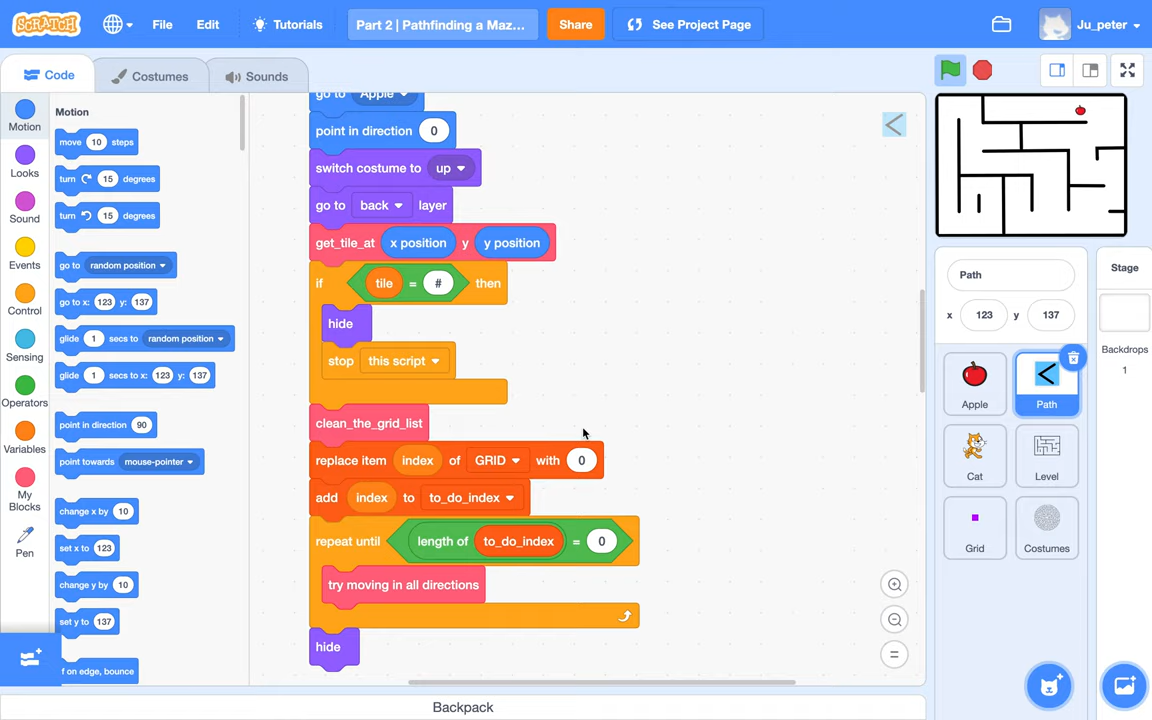 SCRATCH File Edit Tutorials Part 2 | Pathfinding a Maz... Share See Project Page Ju_peter
Code Costumes Sounds
Motion
Looks
Sound
Events
Control
Sensing
Operators
Variables
My
Blocks
Pen
Motion
move 10 steps
turn 15 degrees
turn 15 degrees
go to random position
go to x: 123 y: 137
glide 1 secs to random position
glide 1 secs to x: 123 y: 137
point in direction 90
point towards mouse-pointer
change x by 10
set x to 123
change y by 10
set y to 137
if on edge, bounce
go to Apple
point in direction 0
switch costume to up
go to back layer
get_tile_at x position y y position
if tile = # then
hide
stop this script
clean_the_grid_list
replace item index of GRID with 0
add index to to_do_index
repeat until length of to_do_index = 0
try moving in all directions
hide
Path
x 123 y 137
Apple Path
Cat Level
Grid Costumes
Stage
Backdrops
1
Backpack